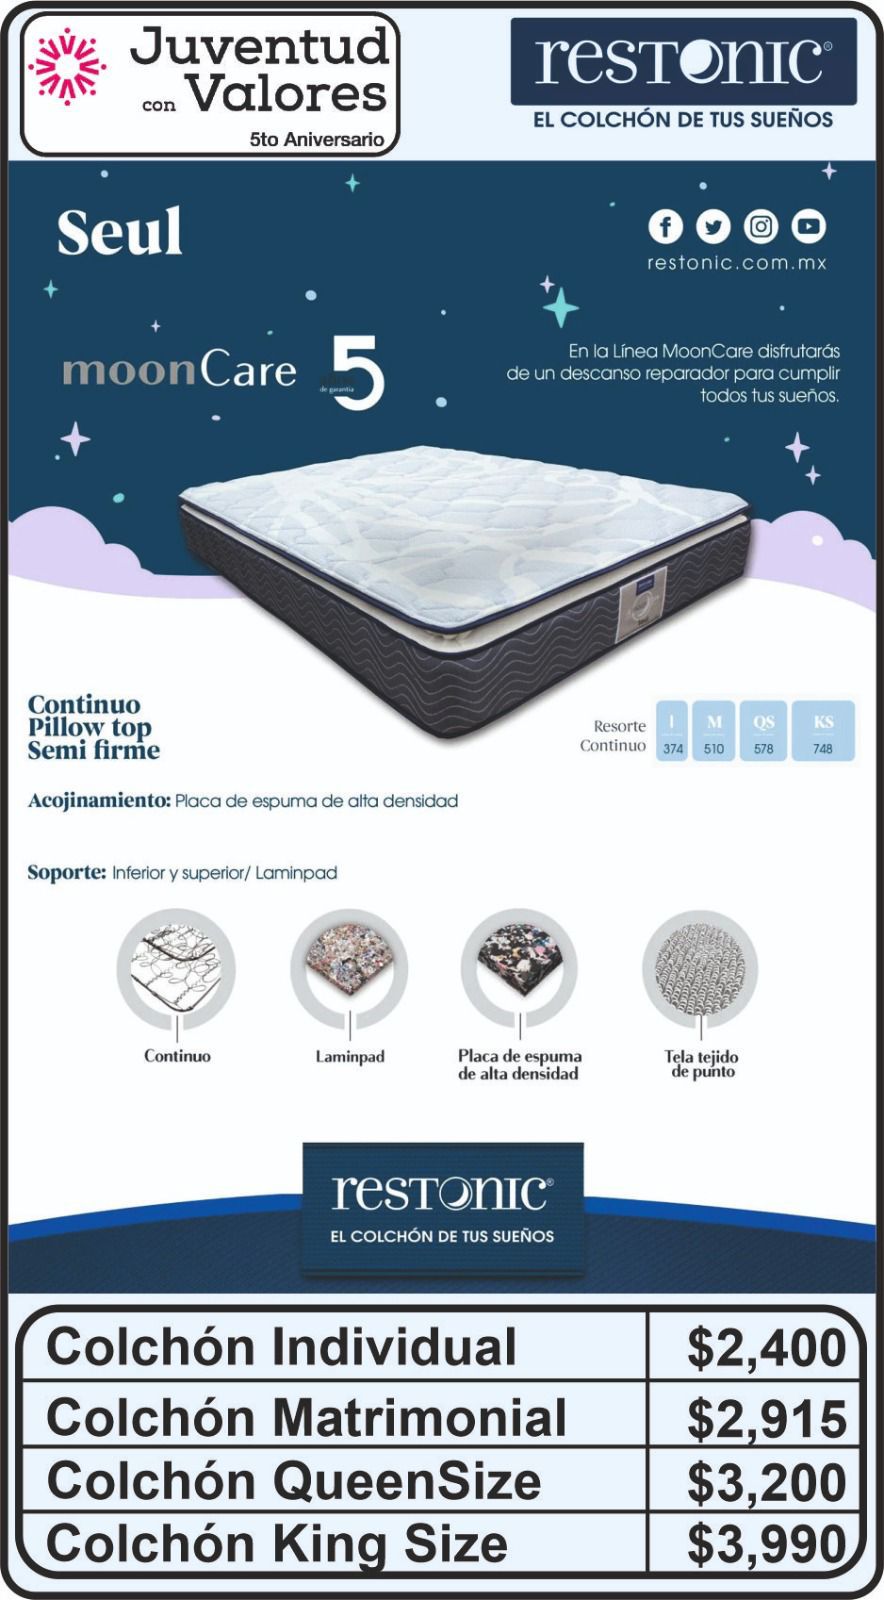 Juventud
con Valores
5to Aniversario
RESTONIC®
EL COLCHÓN DE TUS SUEÑOS
Seul
restonic.com.mx
moonCare
5
de garantía
En la Línea MoonCare disfrutarás
de un descanso reparador para cumplir
todos tus sueños.
Continuo
Pillow top
Semi firme
Resorte
Continuo
I M QS KS
374 510 578 748
Acojinamiento: Placa de espuma de alta densidad
Soporte: Inferior y superior/ Laminpad
Continuo
Laminpad
Placa de espuma
de alta densidad
Tela tejido
de punto
RESTONIC®
EL COLCHÓN DE TUS SUEÑOS
Colchón Individual $2,400
Colchón Matrimonial $2,915
Colchón QueenSize $3,200
Colchón King Size $3,990